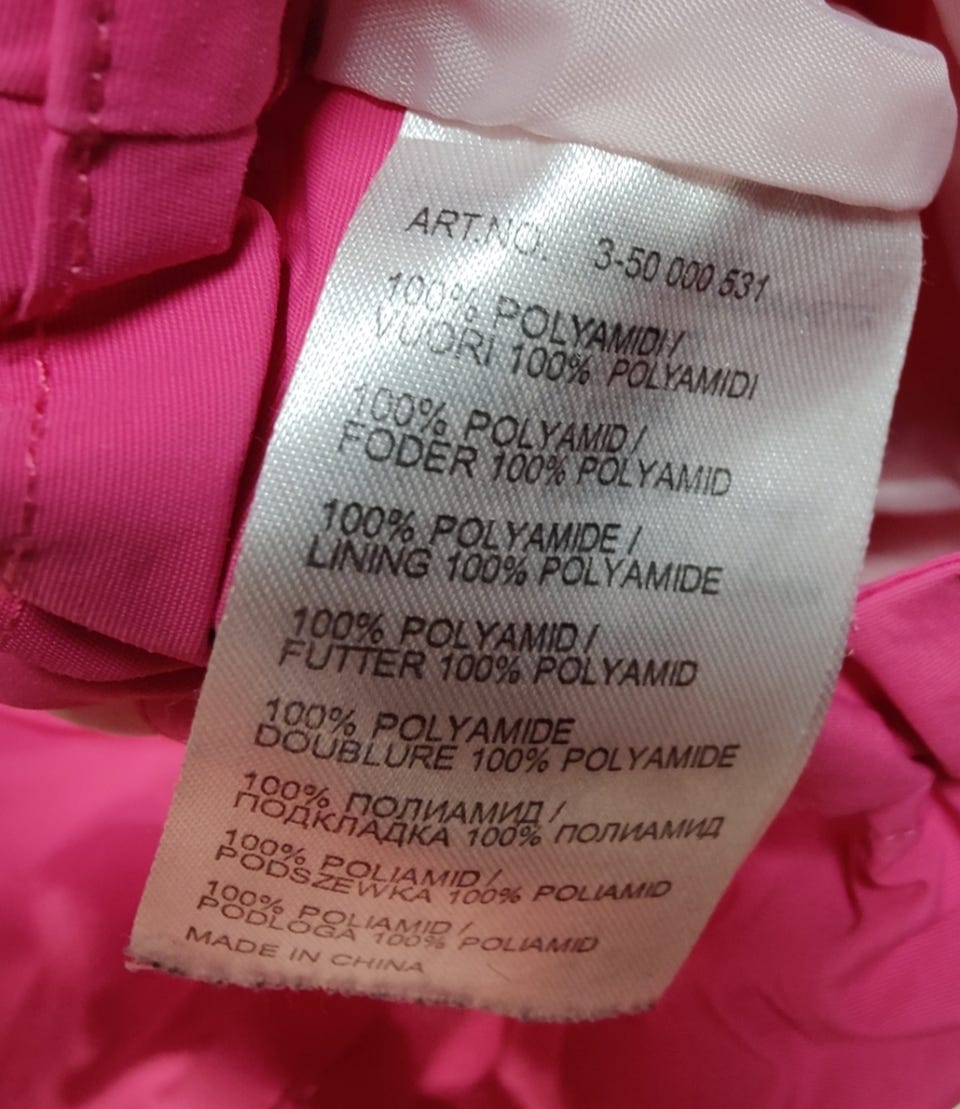 ART.NO: 3-50 000 531
100% POLYAMIDI/
VUORI 100% POLYAMIDI
100% POLYAMID/
FODER 100% POLYAMID
100% POLYAMIDE/
LINING 100% POLYAMIDE
100% POLYAMID/
FUTTER 100% POLYAMID
100% POLYAMIDE
DOUBLURE 100% POLYAMIDE
100% ПОЛИАМИД/
ПОДКЛАДКА 100% ПОЛИАМИД
100% POLIAMID/
PODSZEWKA 100% POLIAMID
100% POLIAMID/
PODLOGA 100% POLIAMID
MADE IN CHINA